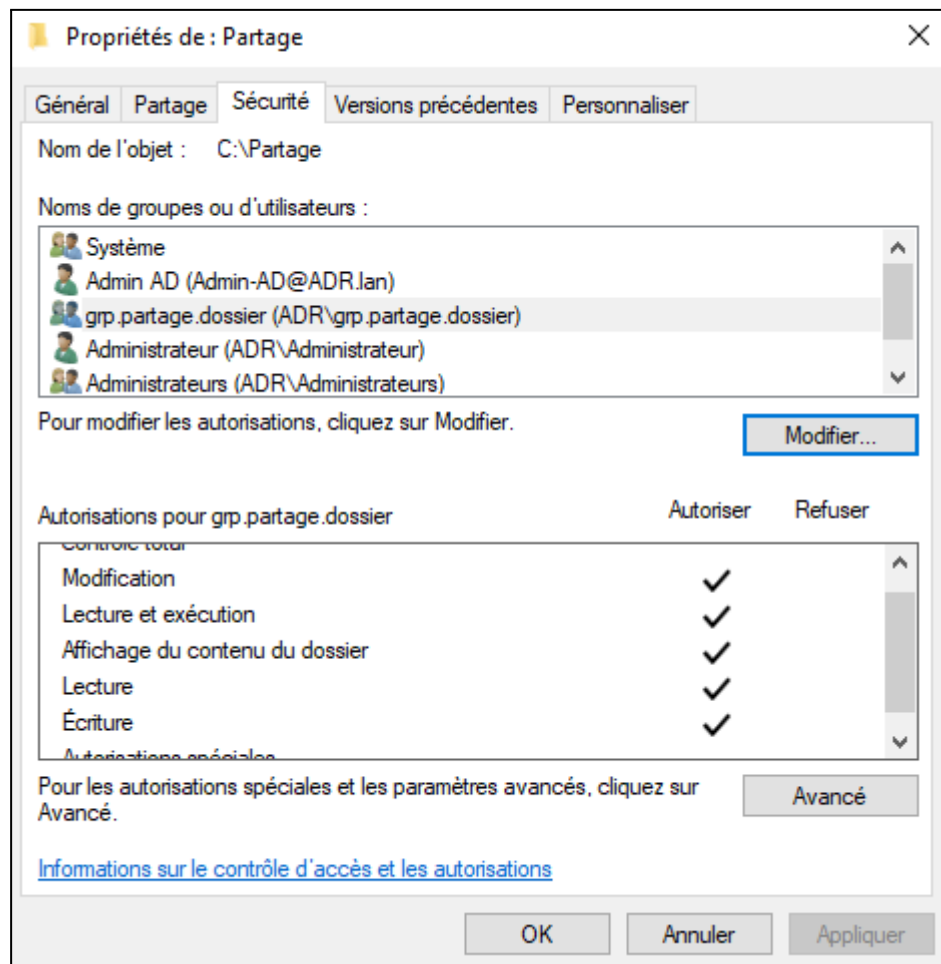 Propriétés de : Partage
Général Partage Sécurité Versions précédentes Personnaliser
Nom de l'objet : C:\Partage
Noms de groupes ou d'utilisateurs :
Système
Admin AD (Admin-AD@ADR.lan)
grp.partage.dossier (ADR\grp.partage.dossier)
Administrateur (ADR\Administrateur)
Administrateurs (ADR\Administrateurs)
Pour modifier les autorisations, cliquez sur Modifier.
Modifier...
Autorisations pour grp.partage.dossier Autoriser Refuser
Contrôle total
Modification
Lecture et exécution
Affichage du contenu du dossier
Lecture
Écriture
Autorisations spéciales
Pour les autorisations spéciales et les paramètres avancés, cliquez sur
Avancé.
Avancé
Informations sur le contrôle d'accès et les autorisations
OK Annuler Appliquer